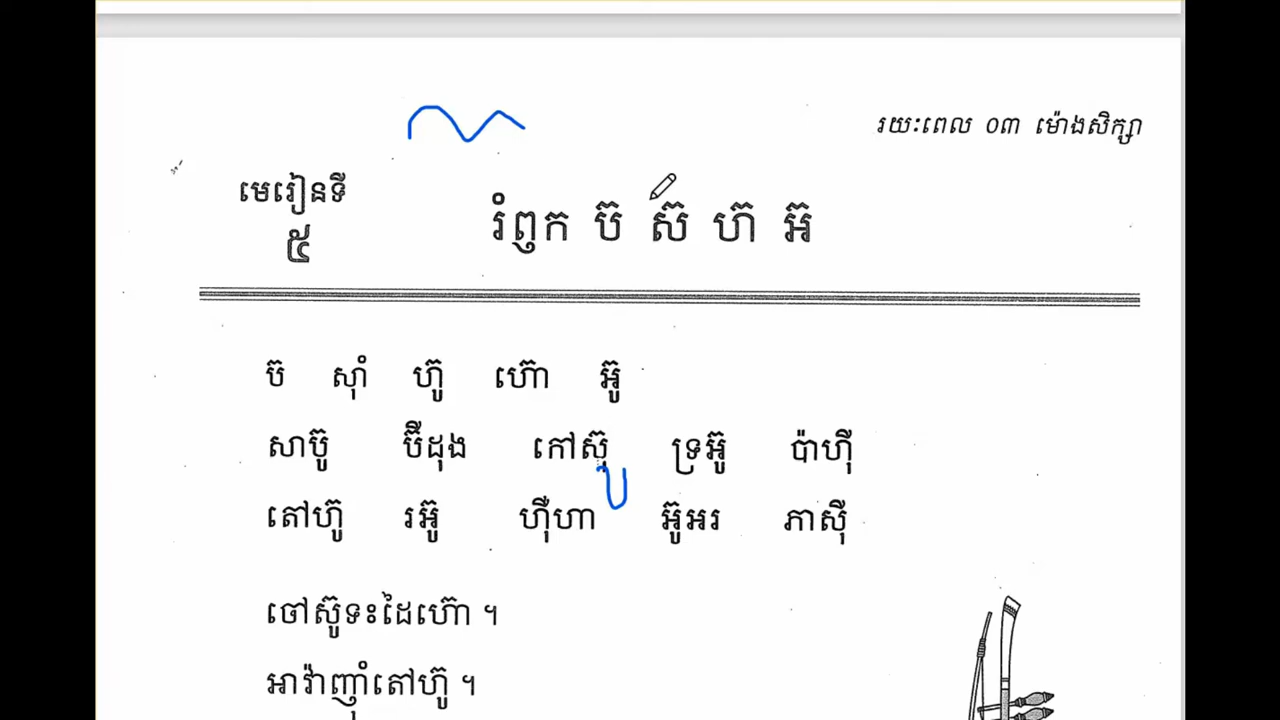 រយៈពេល ០៣ ម៉ោងសិក្សា
មេរៀនទី
៥
រំឭក ប៊ ស៊ ហ៊ អ៊
ប៊ ស៊ាំ ហ៊ូ ហ៊ោ អ៊ូ
សាប៊ូ ប៊ីដុង កៅស៊ូ ទ្រអ៊ូ ប៉ាហ៊ី
តៅហ៊ូ រអ៊ូ ហ៊ឺហា អ៊ូអរ ភាស៊ី
ចៅស៊ូទះដៃហ៊ោ ។
អាវ៉ាញ៉ាំតៅហ៊ូ ។